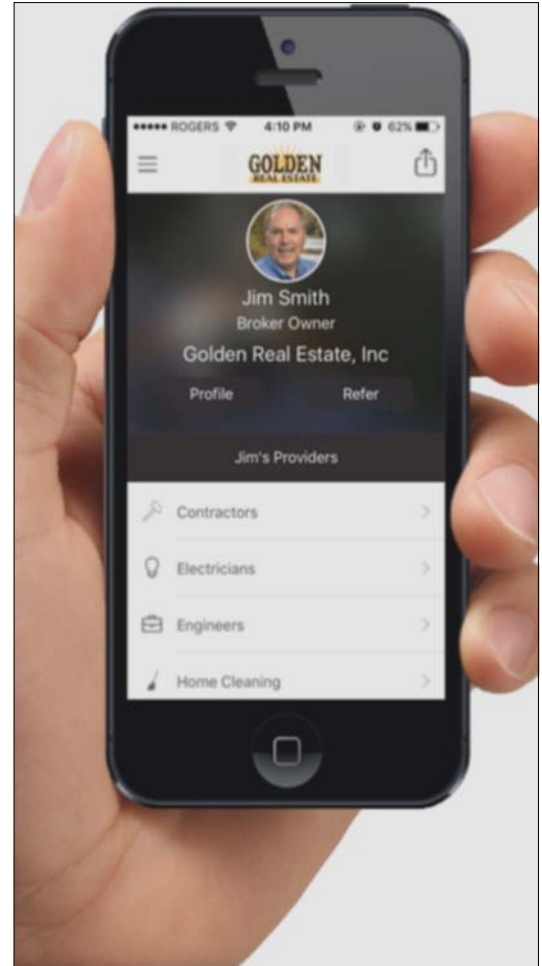 ROGERS 4:10 PM 62%
GOLDEN
REAL ESTATE
Jim Smith
Broker Owner
Golden Real Estate, Inc
Profile Refer
Jim's Providers
Contractors
Electricians
Engineers
Home Cleaning